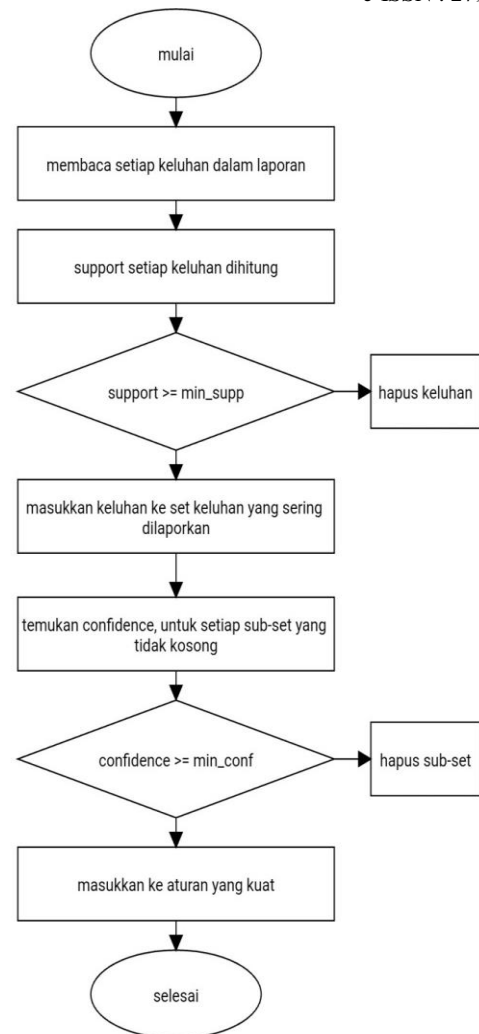 mulai
membaca setiap keluhan dalam laporan
support setiap keluhan dihitung
support >= min_supp
hapus keluhan
masukkan keluhan ke set keluhan yang sering
dilaporkan
temukan confidence, untuk setiap sub-set yang
tidak kosong
confidence >= min_conf
hapus sub-set
masukkan ke aturan yang kuat
selesai